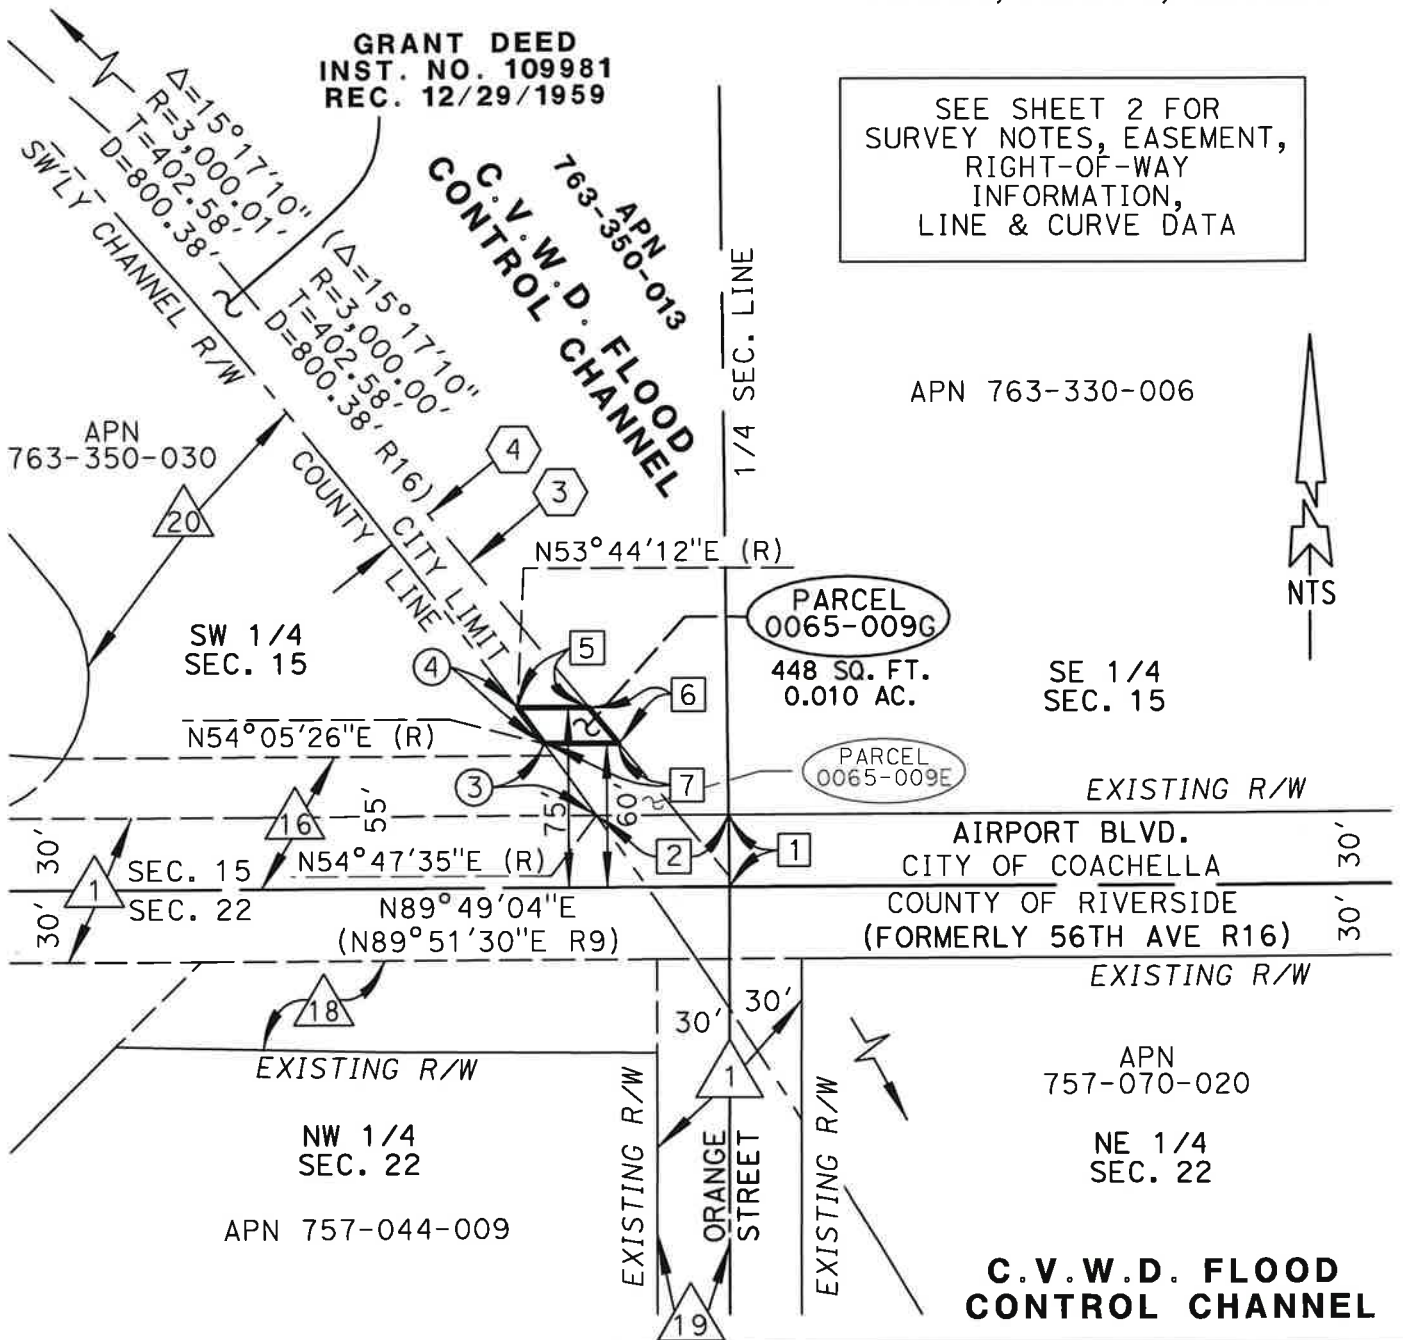 GRANT DEED
INST. NO. 109981
REC. 12/29/1959
SEE SHEET 2 FOR
SURVEY NOTES, EASEMENT,
RIGHT-OF-WAY
INFORMATION,
LINE & CURVE DATA
Δ=15°17'10"
R=3,000.01'
T=402.58'
D=800.38'
SW'LY CHANNEL R/W
(Δ=15°17'10"
R=3,000.00'
T=402.58'
D=800.38' R16)
C.V.W.D. FLOOD
CONTROL CHANNEL
APN
763-350-013
1/4 SEC. LINE
APN 763-330-006
NTS
APN
763-350-030
20
COUNTY LINE
CITY LIMIT
4
3
N53°44'12"E (R)
PARCEL
0065-009G
448 SQ. FT.
0.010 AC.
SW 1/4
SEC. 15
SE 1/4
SEC. 15
4
5
6
N54°05'26"E (R)
PARCEL
0065-009E
3
7
EXISTING R/W
16
55'
75'
60'
30'
1
SEC. 15
SEC. 22
30'
N54°47'35"E (R)
2
1
AIRPORT BLVD.
CITY OF COACHELLA
30'
N89°49'04"E
(N89°51'30"E R9)
COUNTY OF RIVERSIDE
(FORMERLY 56TH AVE R16)
30'
EXISTING R/W
18
EXISTING R/W
30'
30'
1
APN
757-070-020
NW 1/4
SEC. 22
NE 1/4
SEC. 22
APN 757-044-009
EXISTING R/W
ORANGE
STREET
EXISTING R/W
19
C.V.W.D. FLOOD
CONTROL CHANNEL